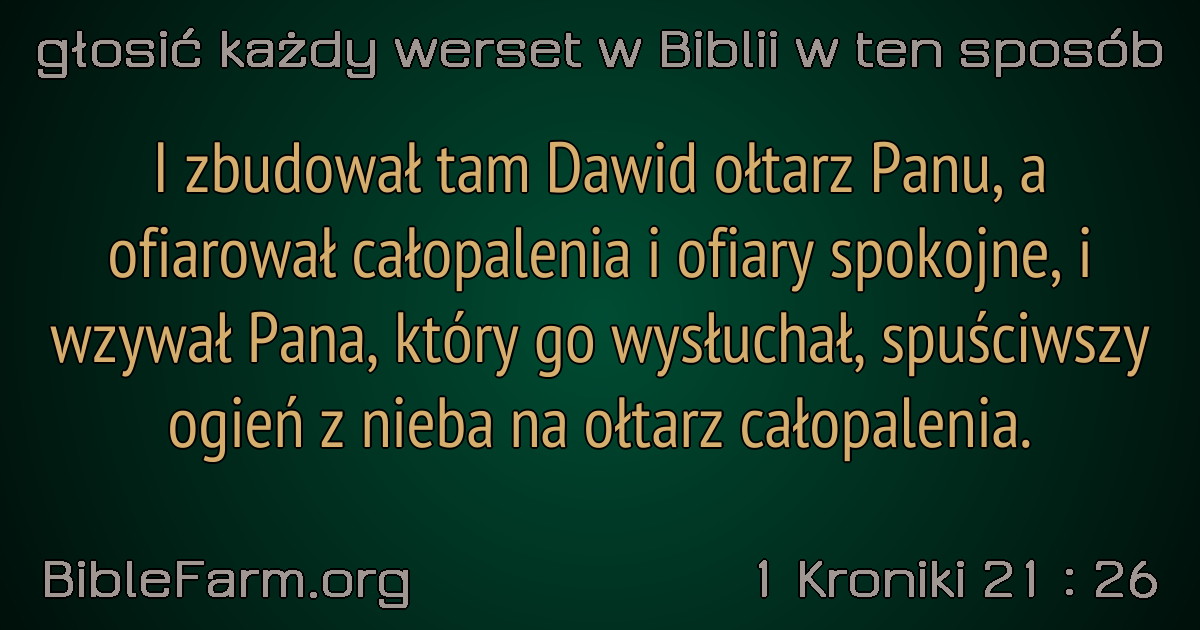 głosić każdy werset w Biblii w ten sposób
I zbudował tam Dawid ołtarz Panu, a
ofiarował całopalenia i ofiary spokojne, i
wzywał Pana, który go wysłuchał, spuściwszy
ogień z nieba na ołtarz całopalenia.
BibleFarm.org
1 Kroniki 21 : 26